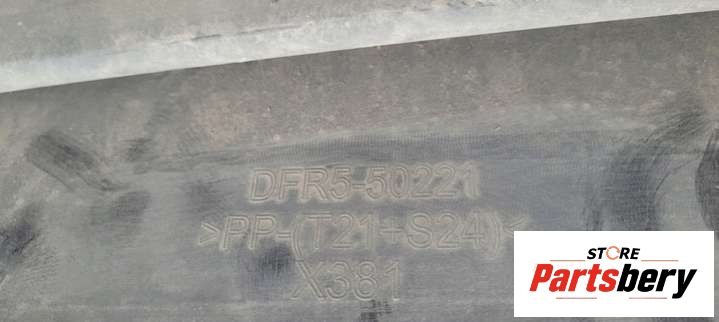 DFR5-50221
>PP-(T21+S24)<
X381
STORE
Partsbery